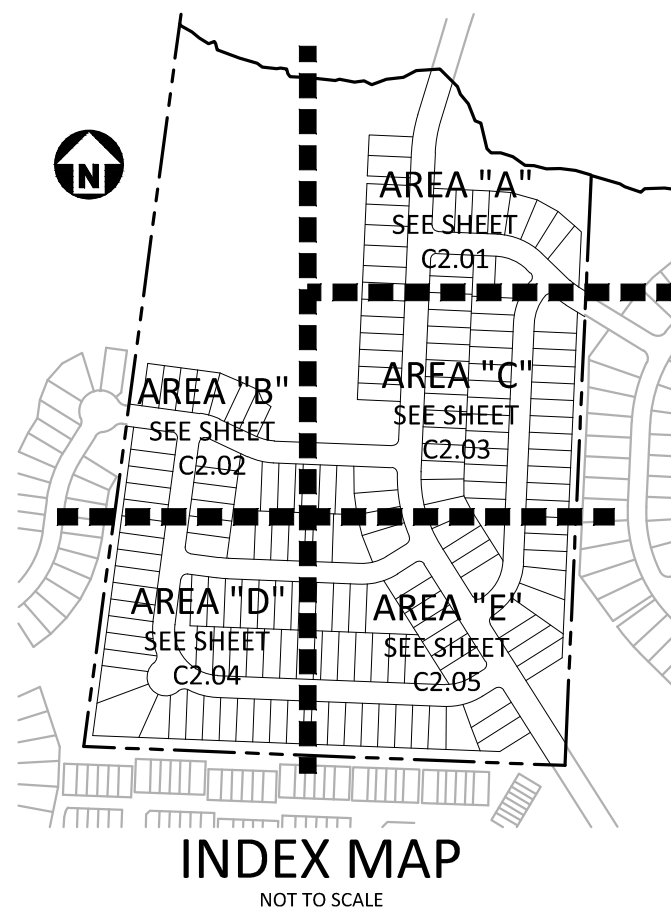 N
AREA "A"
SEE SHEET
C2.01
AREA "B"
SEE SHEET
C2.02
AREA "C"
SEE SHEET
C2.03
AREA "D"
SEE SHEET
C2.04
AREA "E"
SEE SHEET
C2.05
INDEX MAP
NOT TO SCALE